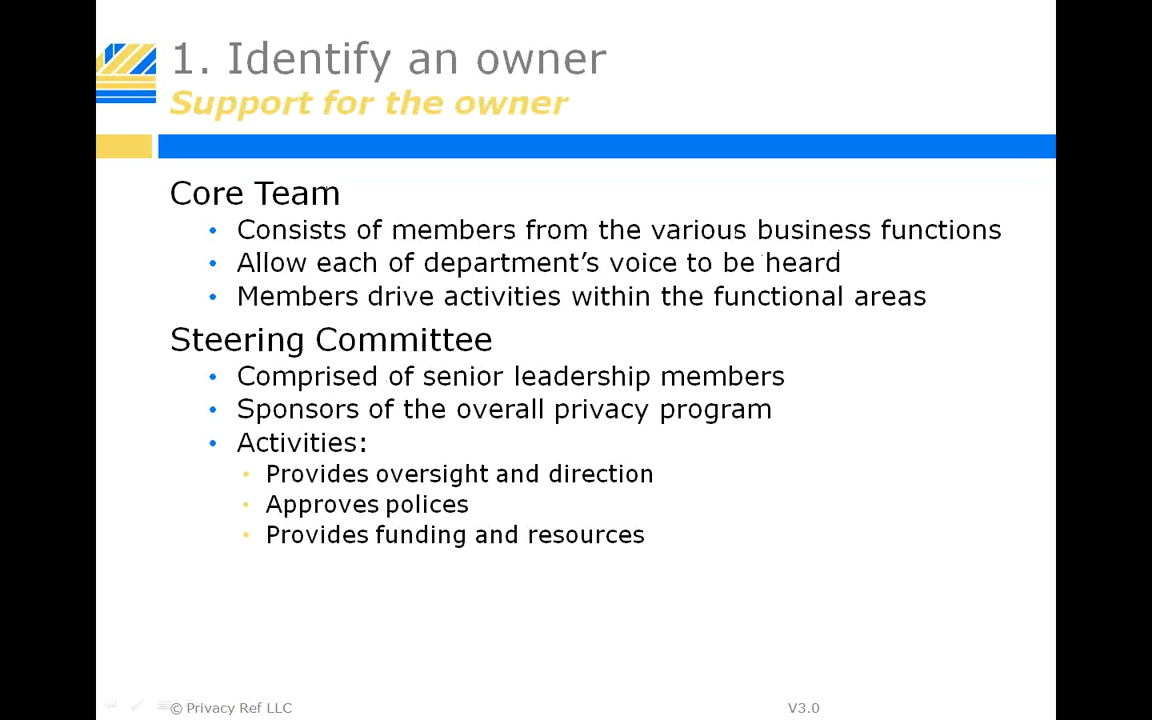 1. Identify an owner
Support for the owner
Core Team
• Consists of members from the various business functions
• Allow each of department’s voice to be heard
• Members drive activities within the functional areas
Steering Committee
• Comprised of senior leadership members
• Sponsors of the overall privacy program
• Activities:
• Provides oversight and direction
• Approves polices
• Provides funding and resources
© Privacy Ref LLC
V3.0